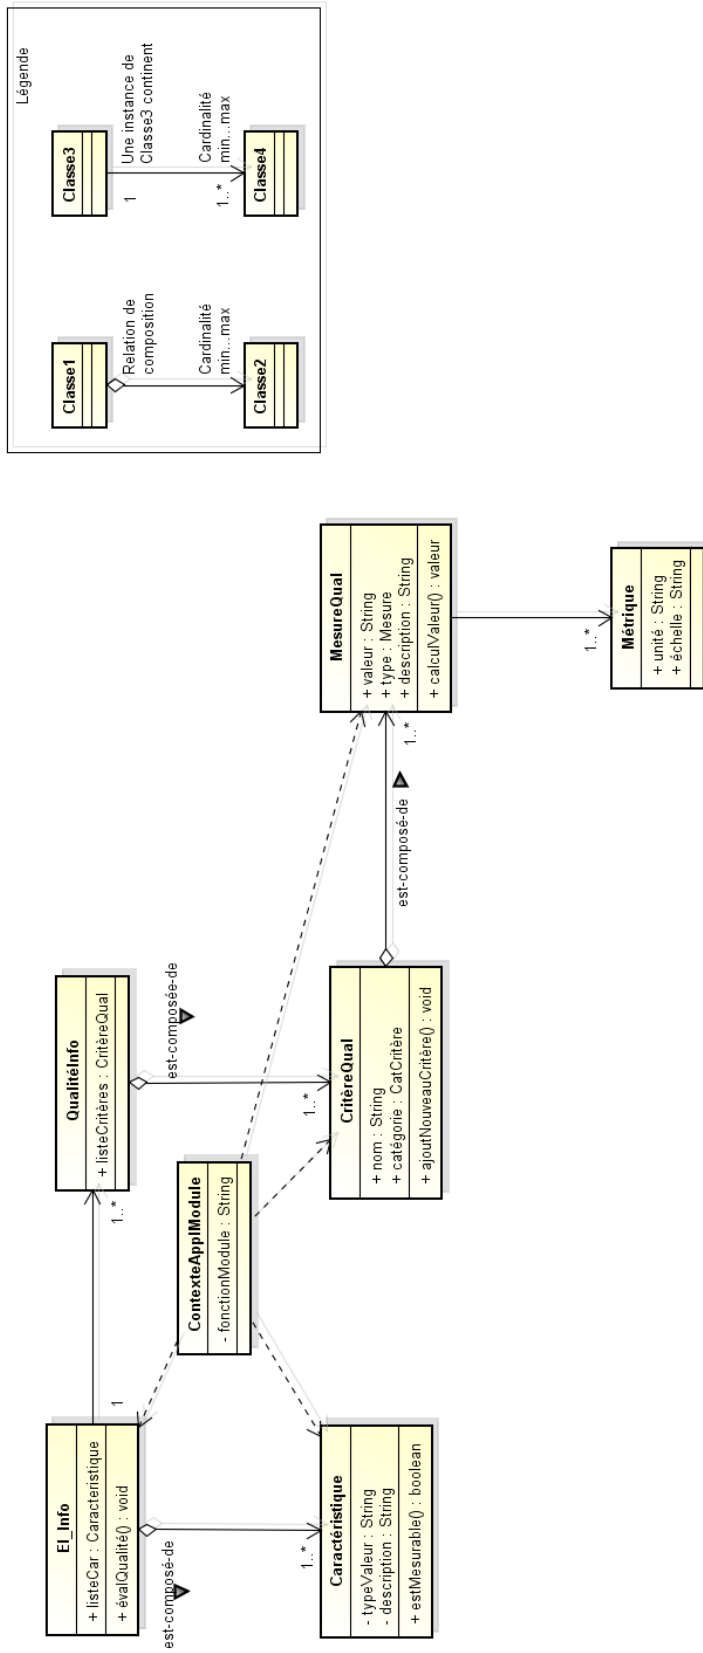 Légende
Classe1
Relation de
composition
Cardinalité
min...max
Classe2
Classe3
1
Une instance de
Classe3 continent
1..*
Cardinalité
min...max
Classe4
El_Info
+ listeCar : Caracteristique
+ évalQualité() : void
1
1..*
QualitéInfo
+ listeCritères : CritèreQual
est-composé-de
1..*
est-composée-de
1..*
ContexteApplModule
- fonctionModule : String
Caractéristique
- typeValeur : String
- description : String
+ estMesurable() : boolean
CritèreQual
+ nom : String
+ catégorie : CatCritère
+ ajoutNouveauCritère() : void
est-composé-de
1..*
MesureQual
+ valeur : String
+ type : Mesure
+ description : String
+ calculValeur() : valeur
1..*
Métrique
+ unité : String
+ échelle : String